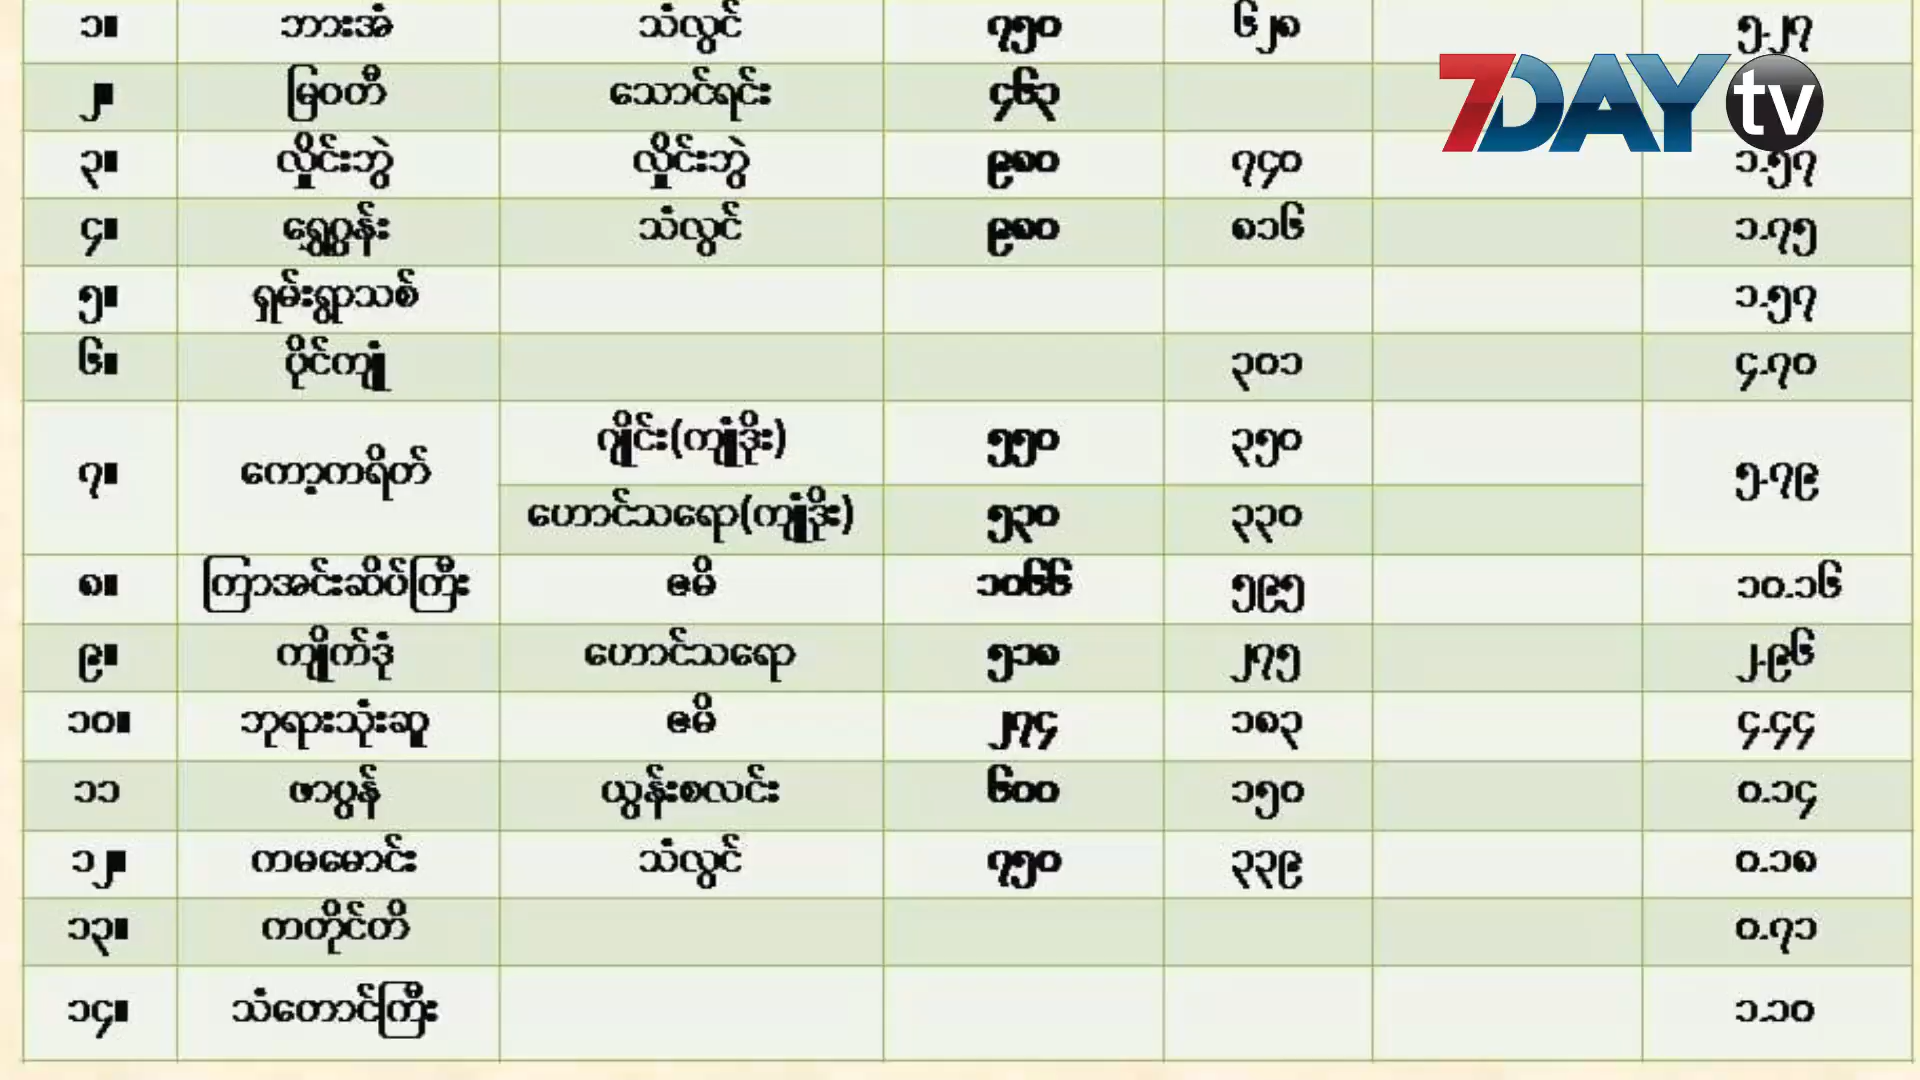 ၁။ ဘားအံ သံလွင် ၇၅၀ ၆၂၈ ၅.၂၇
7DAY tv
၂။ မြဝတီ သောင်ရင်း ၄၆၃
၃။ လှိုင်းဘွဲ လှိုင်းဘွဲ ၉၈၀ ၇၄၀ ၁.၅၇
၄။ ရွှေဂွန်း သံလွင် ၉၈၀ ၈၁၆ ၁.၇၅
၅။ ရှမ်းရွာသစ် ၁.၅၇
၆။ ပိုင်ကျုံ ၃၀၁ ၄.၇၀
၇။ ကော့ကရိတ် ဂျိုင်း(ကျုံဒိုး) ၅၅၀ ၃၅၀ ၅.၇၉
ဟောင်သရော(ကျုံဒိုး) ၅၃၀ ၃၃၀
၈။ ကြာအင်းဆိပ်ကြီး ဇမိ ၁၀၆၆ ၅၉၅ ၁၀.၁၆
၉။ ကျိုက်ဒုံ ဟောင်သရော ၅၁၈ ၂၇၅ ၂.၉၆
၁၀။ ဘုရားသုံးဆူ ဇမိ ၂၇၄ ၁၈၃ ၄.၄၄
၁၁ ဖာပွန် ယွန်းစလင်း ၆၀၀ ၁၅၀ ၀.၁၄
၁၂။ ကမမောင်း သံလွင် ၇၅၀ ၃၃၉ ၀.၁၈
၁၃။ ကတိုင်တိ ၀.၇၁
၁၄။ သံတောင်ကြီး ၁.၁၀